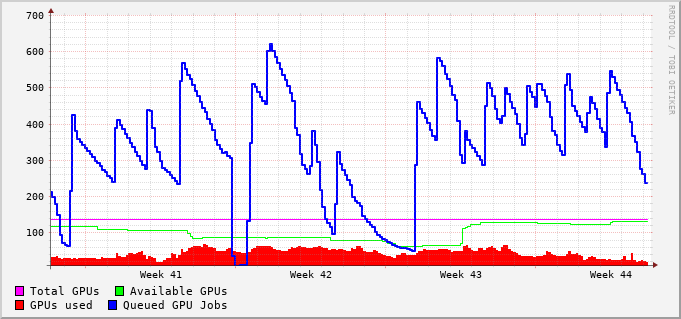 700
600
500
400
300
200
100
Week 41 Week 42 Week 43 Week 44
Total GPUs Available GPUs
GPUs used Queued GPU Jobs
RRDTOOL / TOBI OETIKER